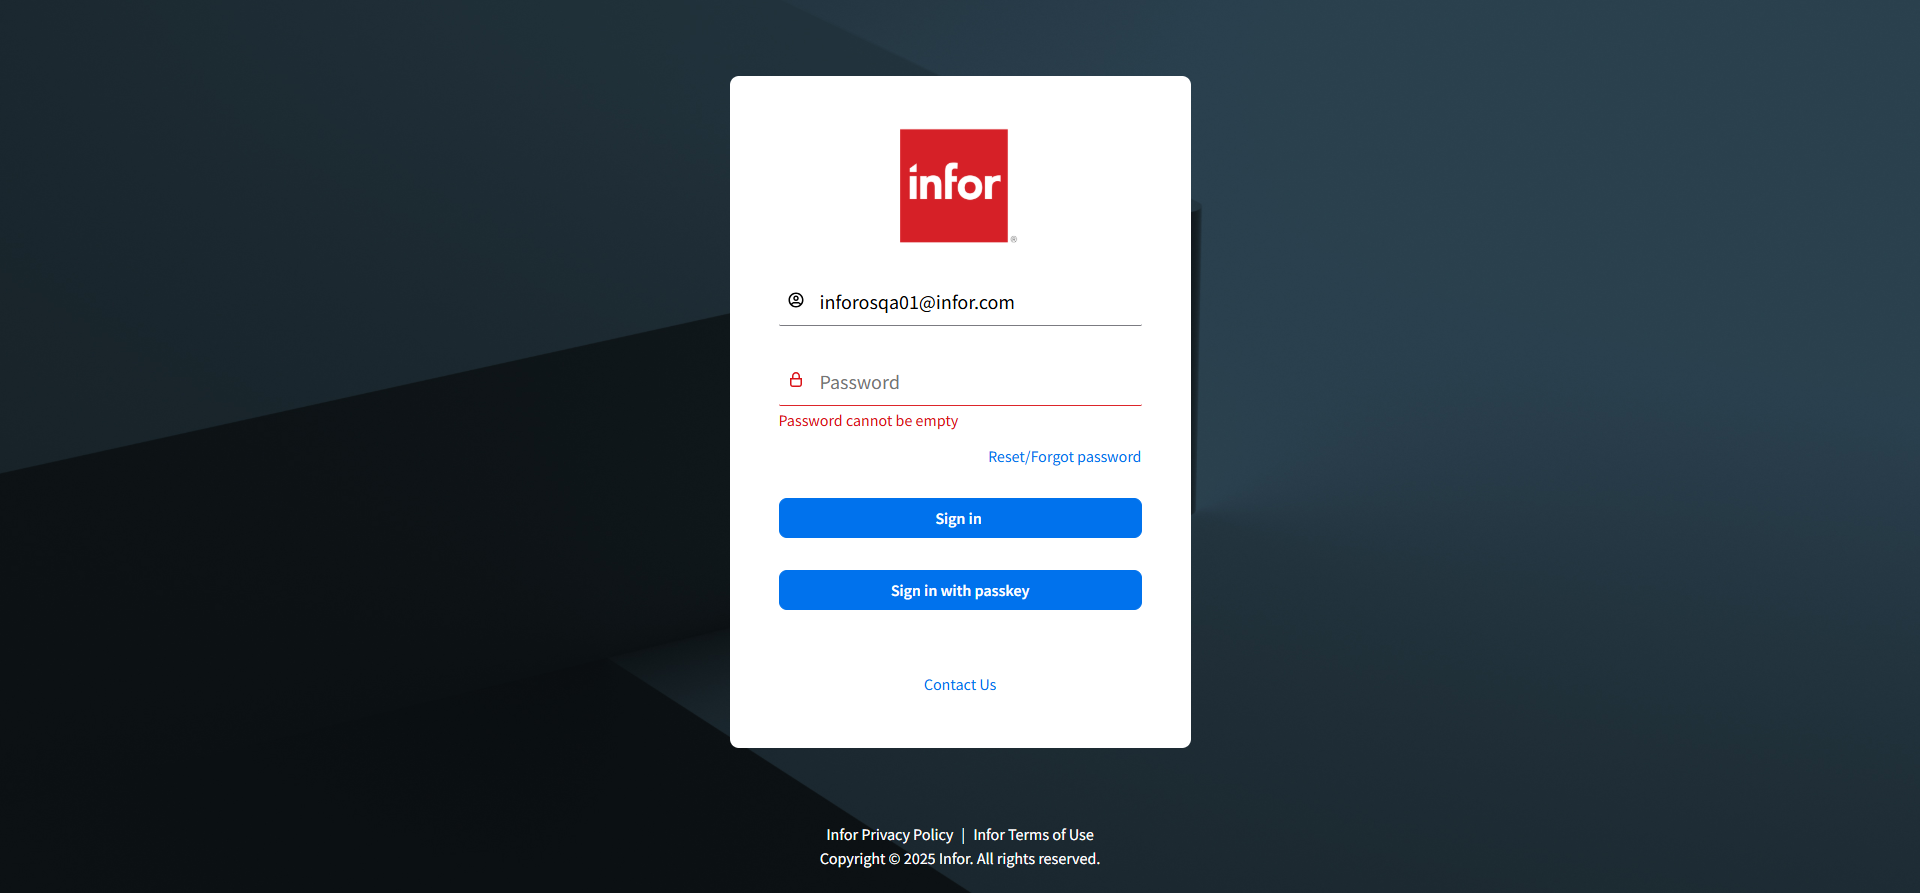 infor
®
inforosqa01@infor.com
Password
Password cannot be empty
Reset/Forgot password
Sign in
Sign in with passkey
Contact Us
Infor Privacy Policy | Infor Terms of Use
Copyright © 2025 Infor. All rights reserved.